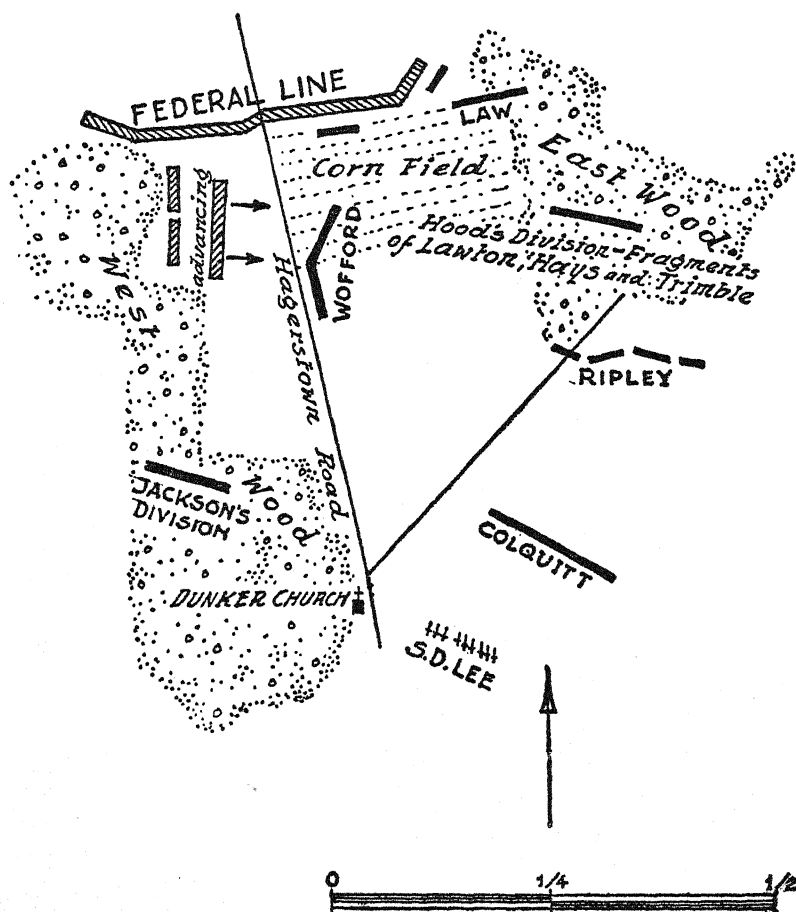 FEDERAL LINE
LAW
Corn Field
East Wood
advancing
Hood's Division-Fragments
of Lawton, Hays and Trimble
West
Wood
WOFFORD
Hagerstown Road
RIPLEY
JACKSON'S
DIVISION
COLQUITT
DUNKER CHURCH
S.D. LEE
0 1/4 1/2